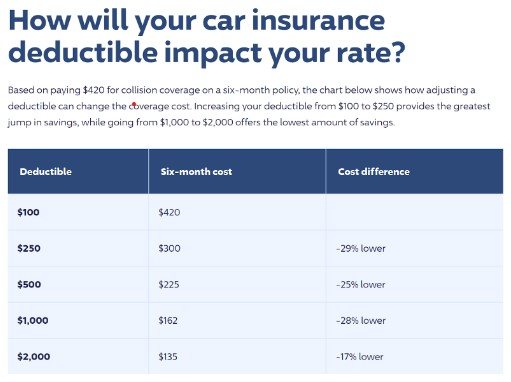 How will your car insurance
deductible impact your rate?
Based on paying $420 for collision coverage on a six-month policy, the chart below shows how adjusting a
deductible can change the coverage cost. Increasing your deductible from $100 to $250 provides the greatest
jump in savings, while going from $1,000 to $2,000 offers the lowest amount of savings.
Deductible Six-month cost Cost difference
$100 $420
$250 $300 -29% lower
$500 $225 -25% lower
$1,000 $162 -28% lower
$2,000 $135 -17% lower